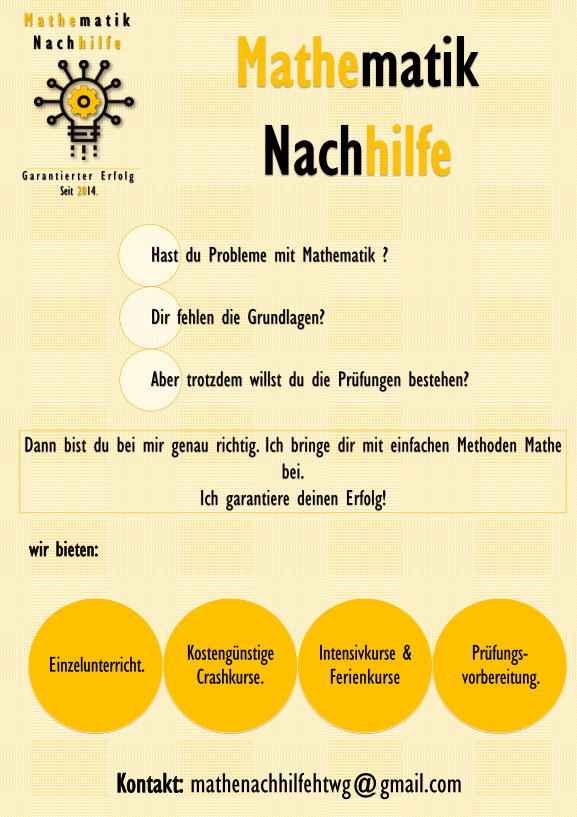 Mathematik
Nachhilfe
Garantierter Erfolg
Seit 2014.
Mathematik
Nachhilfe
Hast du Probleme mit Mathematik ?
Dir fehlen die Grundlagen?
Aber trotzdem willst du die Prüfungen bestehen?
Dann bist du bei mir genau richtig. Ich bringe dir mit einfachen Methoden Mathe
bei.
Ich garantiere deinen Erfolg!
wir bieten:
Einzelunterricht.
Kostengünstige
Crashkurse.
Intensivkurse &
Ferienkurse
Prüfungs-
vorbereitung.
Kontakt: mathenachhilfehtwg@gmail.com